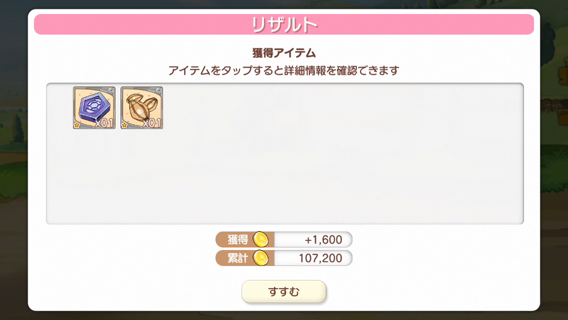 リザルト
獲得アイテム
アイテムをタップすると詳細情報を確認できます
x01 x01
獲得 +1,600
累計 107,200
すすむ